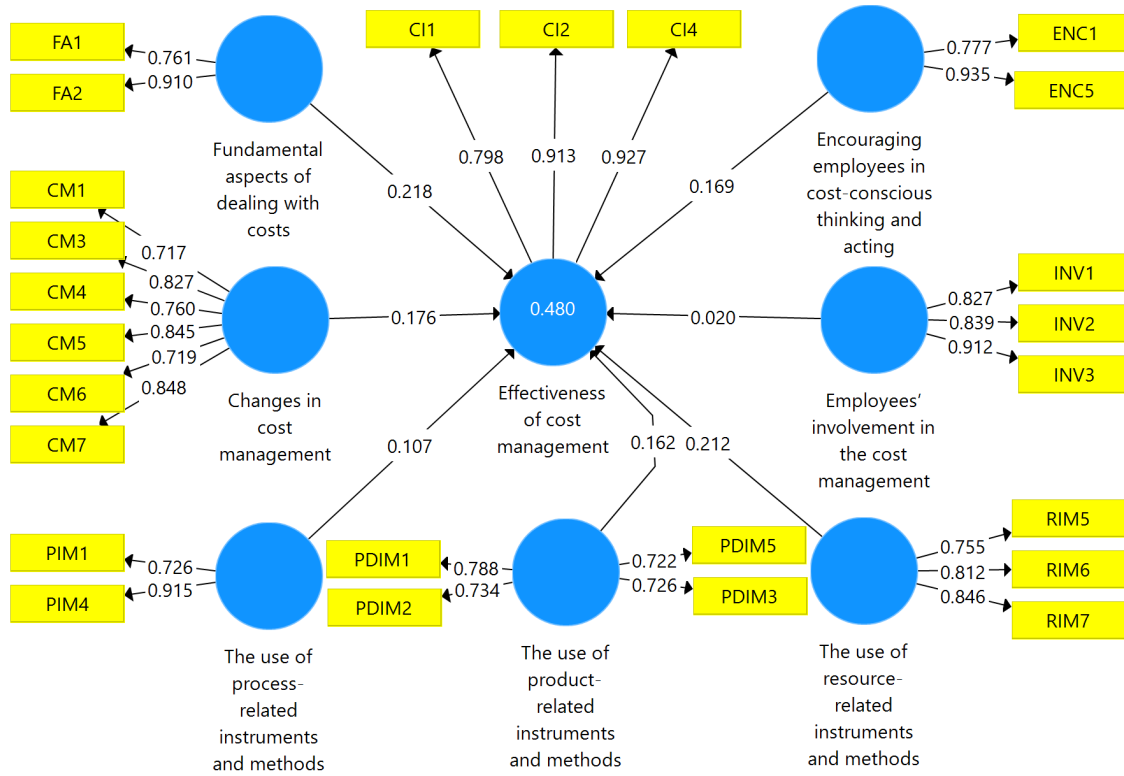 FA1
0.761
0.910
FA2
Fundamental
aspects of
dealing with
costs
0.218
CI1
CI2
CI4
0.798
0.913
0.927
ENC1
0.777
0.935
ENC5
Encouraging
employees in
cost-conscious
thinking and
acting
0.169
CM1
CM3
CM4
CM5
CM6
CM7
0.717
0.827
0.760
0.845
0.719
0.848
Changes in
cost
management
0.176
0.480
Effectiveness
of cost
management
0.020
INV1
INV2
INV3
0.827
0.839
0.912
Employees’
involvement in
the cost
management
0.107
0.162
0.212
PIM1
PIM4
0.726
0.915
The use of
process-
related
instruments
and methods
PDIM1
PDIM2
0.788
0.734
0.722
0.726
PDIM5
PDIM3
The use of
product-
related
instruments
and methods
RIM5
RIM6
RIM7
0.755
0.812
0.846
The use of
resource-
related
instruments
and methods